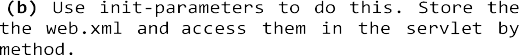 (b) Use init-parameters to do this. Store the
the web.xml and access them in the servlet by
method.